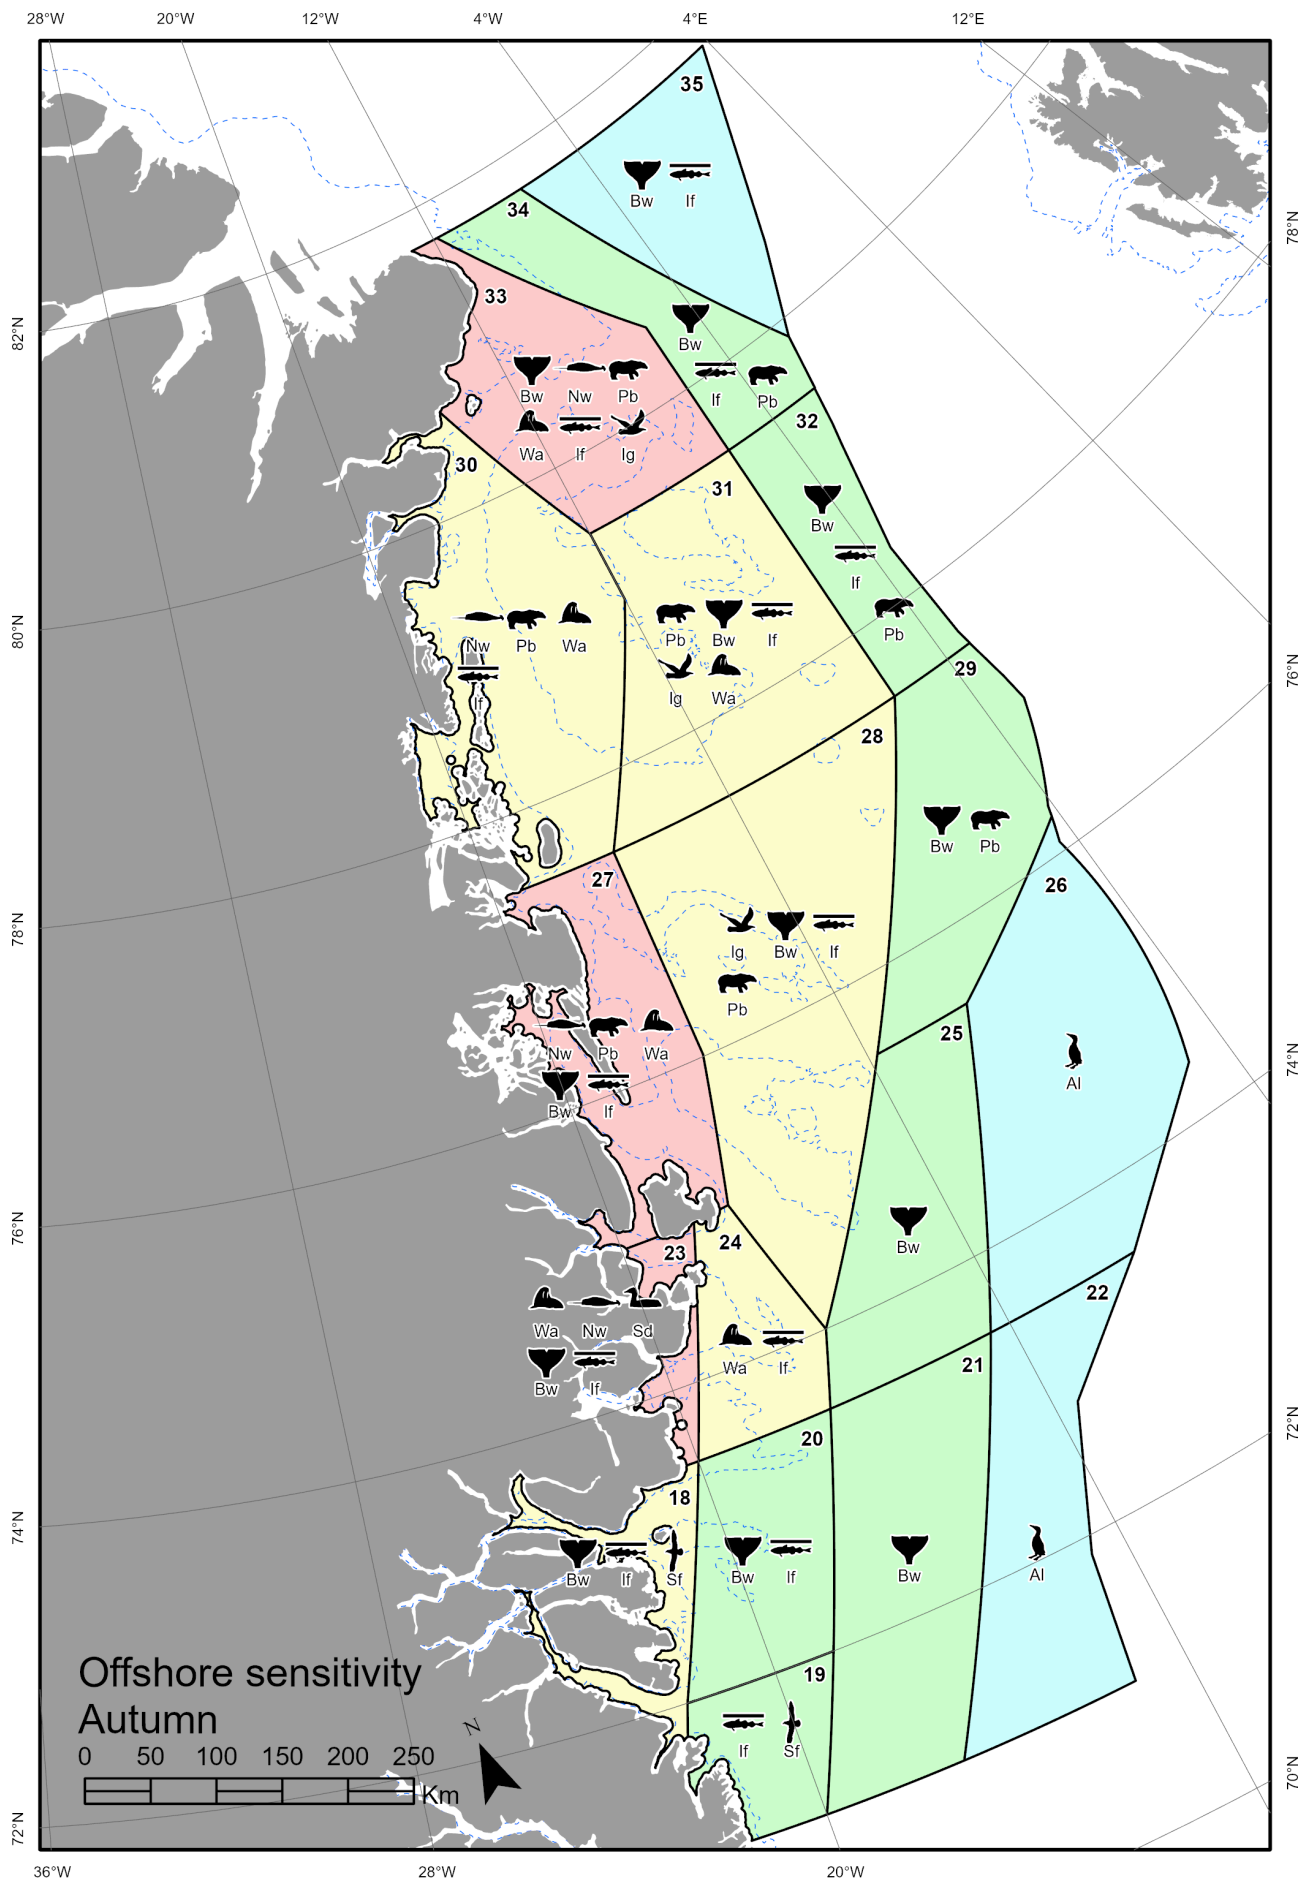 28°W 20°W 12°W 4°W 4°E 12°E
35
Bw If
34
78°N
33
Bw
82°N
Bw Nw Pb
If Pb
32
Wa If Ig
30
31
Bw
If
80°N
Pb
Nw Pb Wa
Pb Bw If
29
76°N
If
Ig Wa
28
Bw Pb
27
26
78°N
Ig Bw If
Pb
25
Nw Pb Wa
74°N
Al
Bw If
76°N
24
23
Bw
22
Wa Nw Sd
Wa If
21
Bw If
72°N
20
18
74°N
Bw If Sf
Bw If
Bw
Al
Offshore sensitivity
Autumn
19
N
If Sf
0 50 100 150 200 250
Km
70°N
72°N
36°W 28°W 20°W